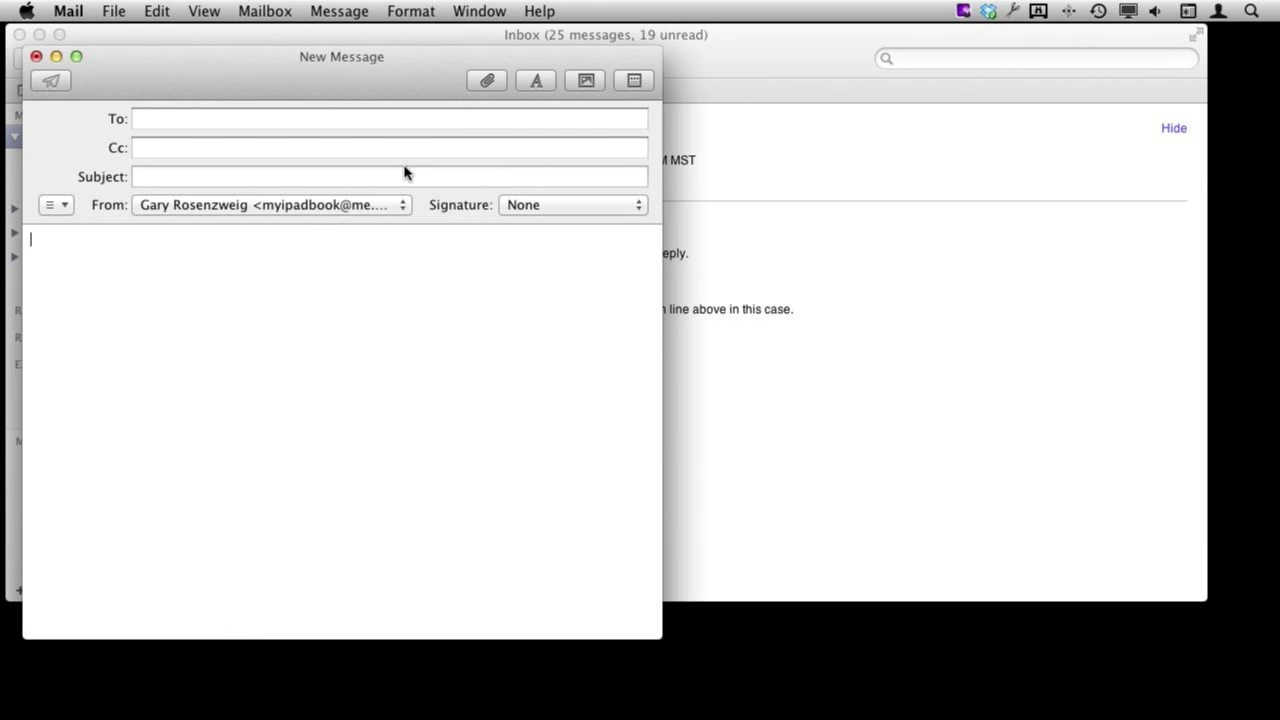 Mail File Edit View Mailbox Message Format Window Help
Inbox (25 messages, 19 unread)
New Message
To:
Hide
Cc:
M MST
Subject:
From: Gary Rosenzweig <myipadbook@me.... Signature: None
eply.
line above in this case.